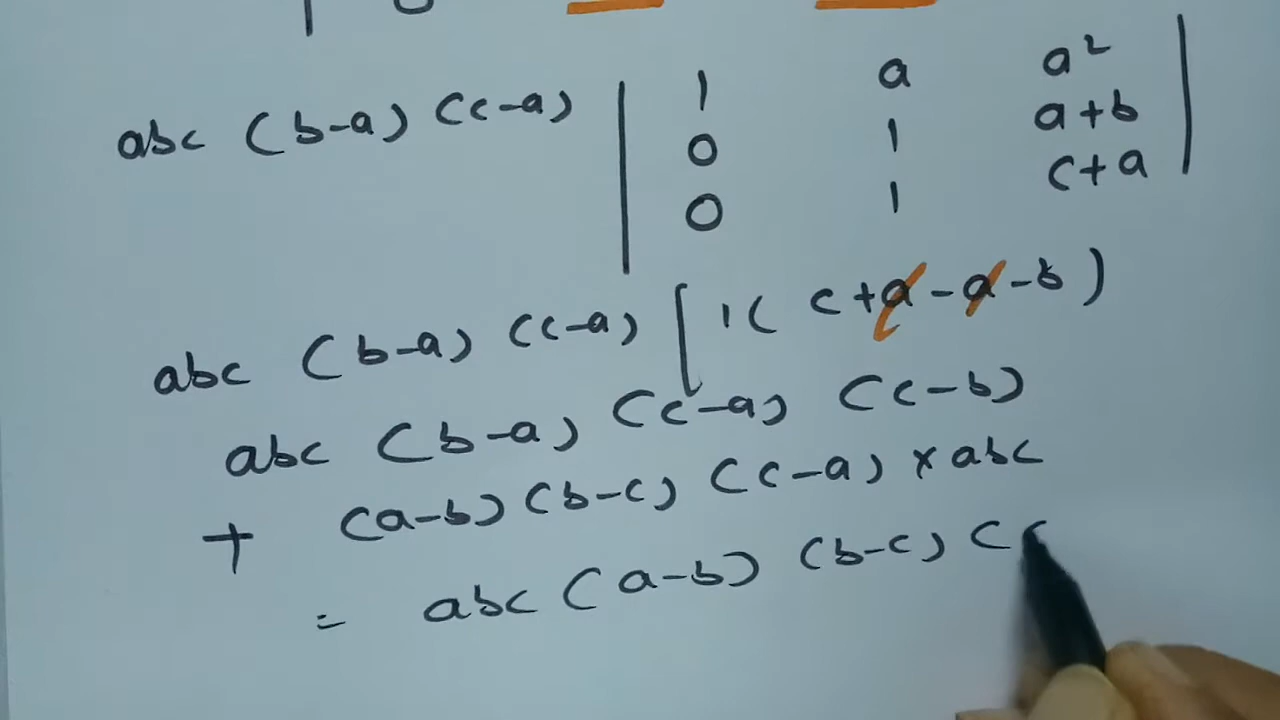 abc (b-a) (c-a) | 1 a a² |
0 1 a+b
0 1 c+a
abc (b-a) (c-a) [ 1( c+a-a-b )
abc (b-a) (c-a) (c-b)
+ (a-b) (b-c) (c-a) × abc
= abc (a-b) (b-c) (c